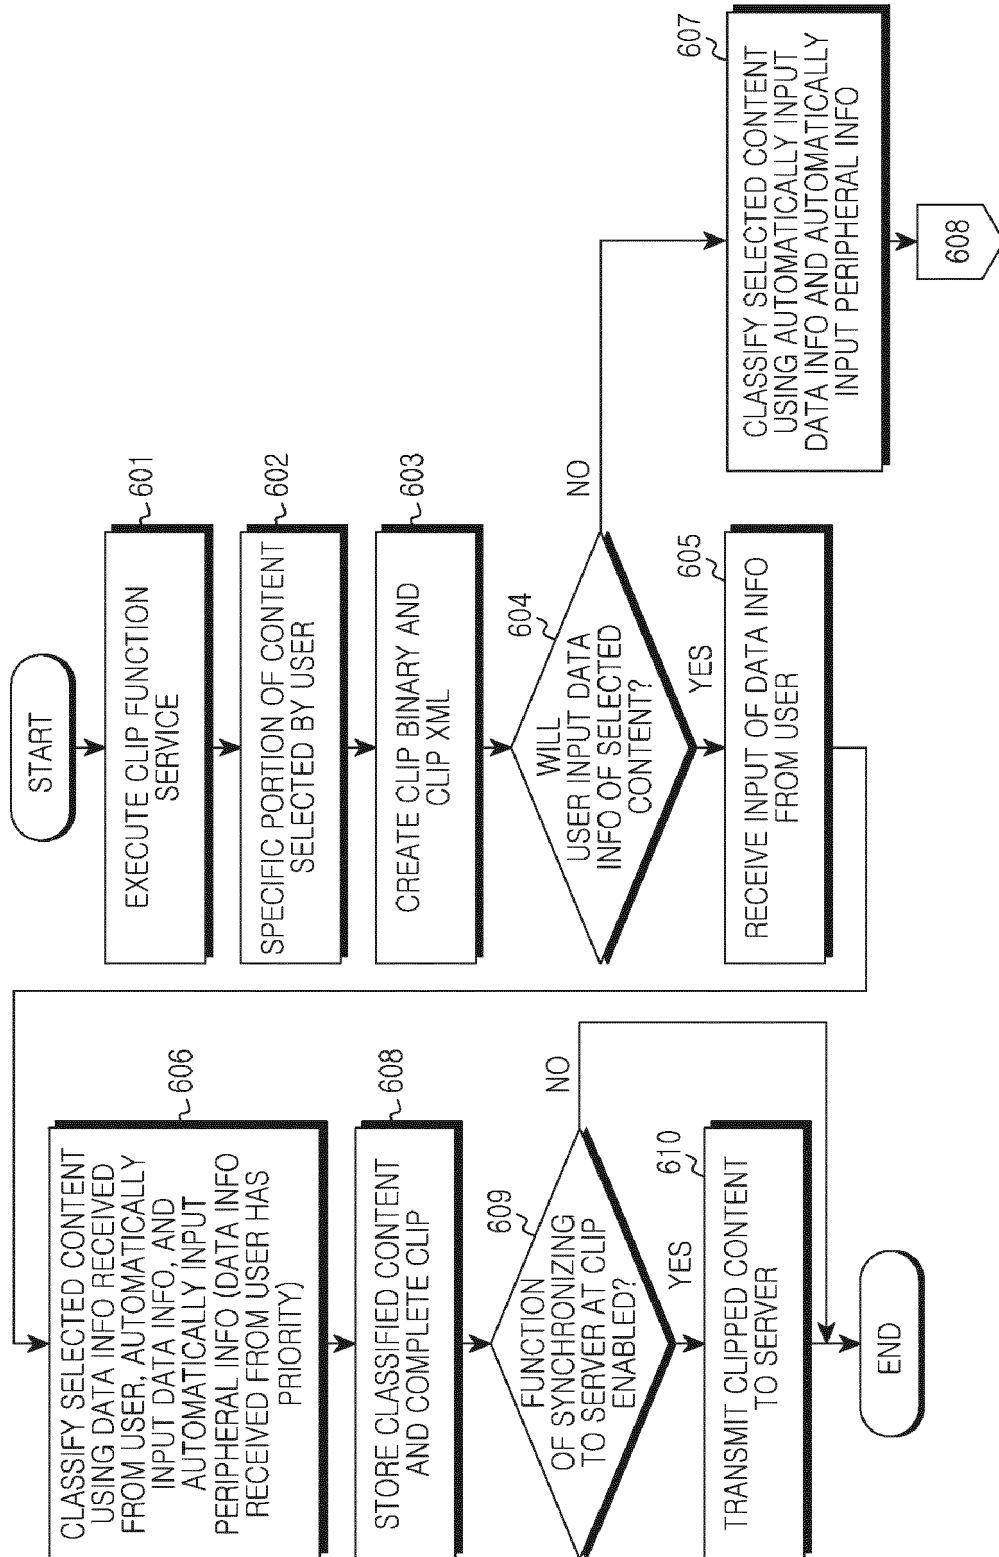 START
EXECUTE CLIP FUNCTION
SERVICE
601
SPECIFIC PORTION OF CONTENT
SELECTED BY USER
602
CREATE CLIP BINARY AND
CLIP XML
603
WILL
USER INPUT DATA
INFO OF SELECTED
CONTENT?
604
NO
YES
RECEIVE INPUT OF DATA INFO
FROM USER
605
CLASSIFY SELECTED CONTENT
USING AUTOMATICALLY INPUT
DATA INFO AND AUTOMATICALLY
INPUT PERIPHERAL INFO
607
608
CLASSIFY SELECTED CONTENT
USING DATA INFO RECEIVED
FROM USER, AUTOMATICALLY
INPUT DATA INFO, AND
AUTOMATICALLY INPUT
PERIPHERAL INFO (DATA INFO
RECEIVED FROM USER HAS
PRIORITY)
606
STORE CLASSIFIED CONTENT
AND COMPLETE CLIP
608
FUNCTION
OF SYNCHRONIZING
TO SERVER AT CLIP
ENABLED?
609
NO
YES
TRANSMIT CLIPPED CONTENT
TO SERVER
610
END